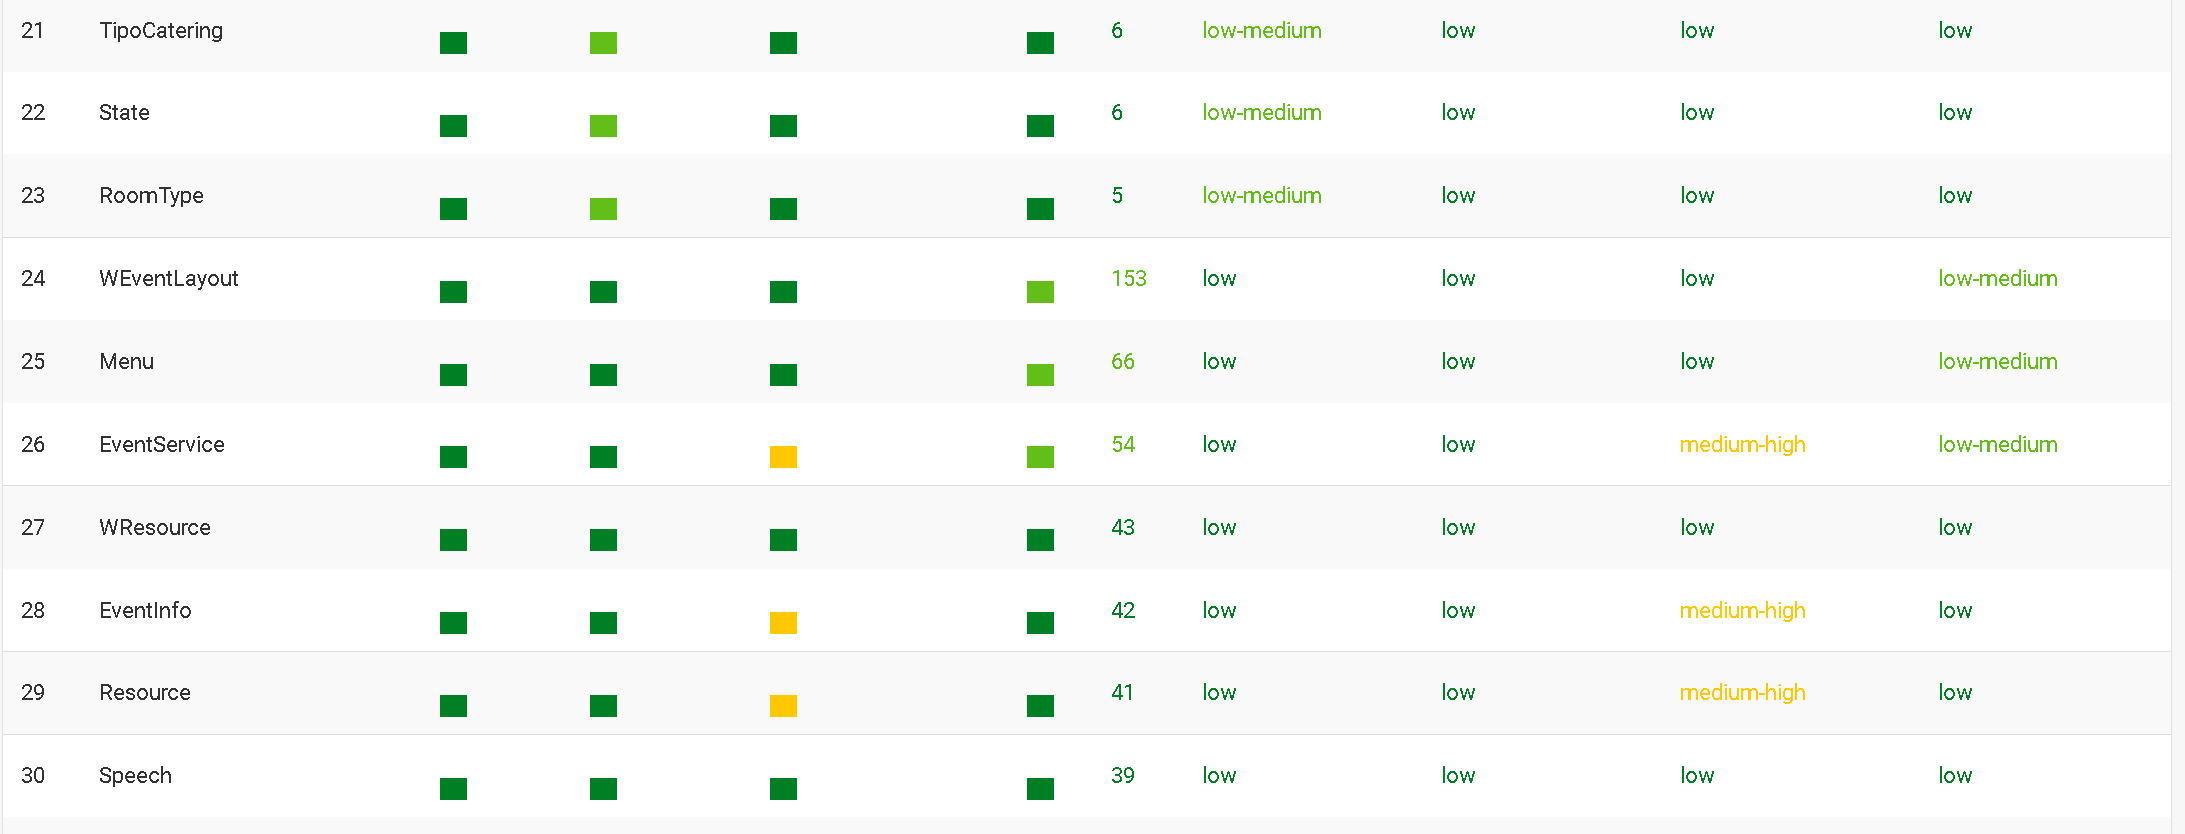 21 TipoCatering 6 low-medium low low low
22 State 6 low-medium low low low
23 RoomType 5 low-medium low low low
24 WEventLayout 153 low low low low-medium
25 Menu 66 low low low low-medium
26 EventService 54 low low medium-high low-medium
27 WResource 43 low low low low
28 EventInfo 42 low low medium-high low
29 Resource 41 low low medium-high low
30 Speech 39 low low low low